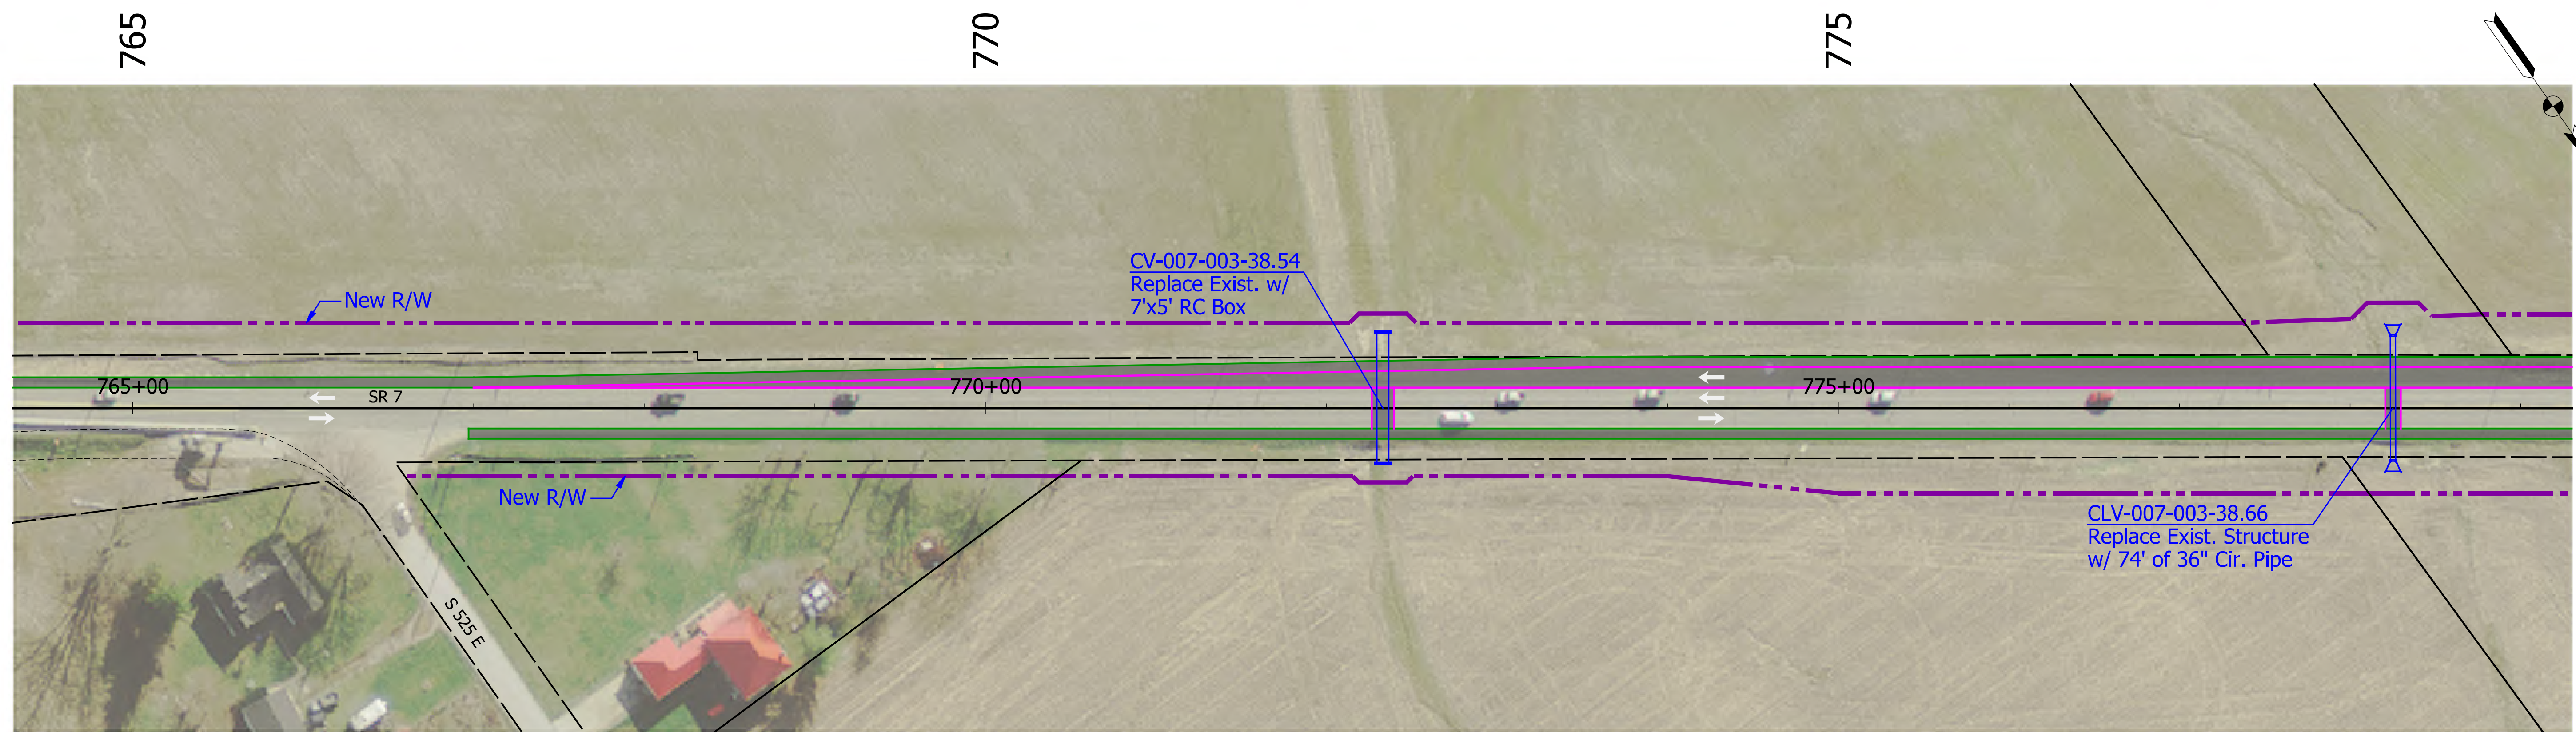 765
770
775
CV-007-003-38.54
Replace Exist. w/
7'x5' RC Box
New R/W
765+00
770+00
775+00
SR 7
New R/W
CLV-007-003-38.66
Replace Exist. Structure
w/ 74' of 36" Cir. Pipe
S 525 E